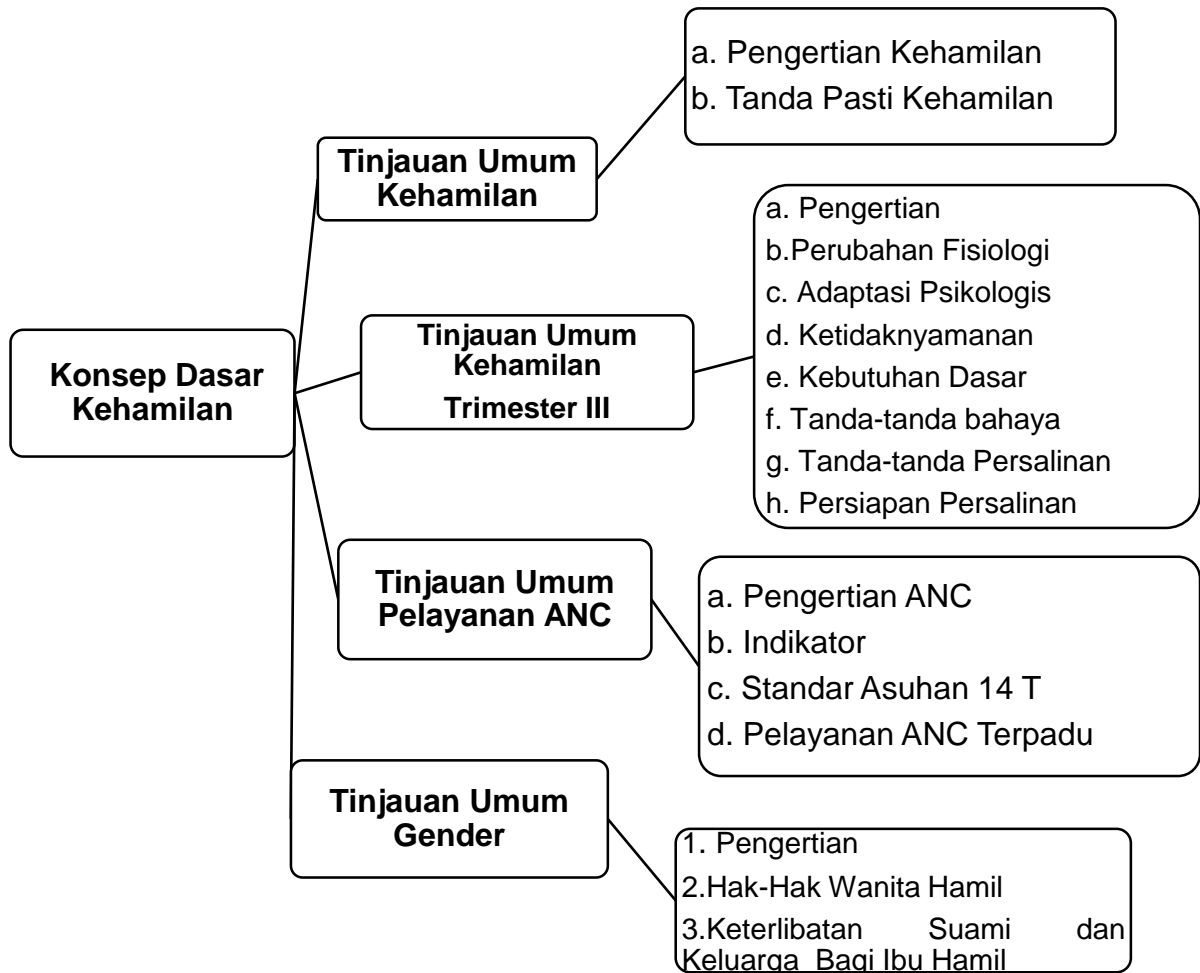 Konsep Dasar
Kehamilan
Tinjauan Umum
Kehamilan
a. Pengertian Kehamilan
b. Tanda Pasti Kehamilan
Tinjauan Umum
Kehamilan
Trimester III
a. Pengertian
b.Perubahan Fisiologi
c. Adaptasi Psikologis
d. Ketidaknyamanan
e. Kebutuhan Dasar
f. Tanda-tanda bahaya
g. Tanda-tanda Persalinan
h. Persiapan Persalinan
Tinjauan Umum
Pelayanan ANC
a. Pengertian ANC
b. Indikator
c. Standar Asuhan 14 T
d. Pelayanan ANC Terpadu
Tinjauan Umum
Gender
1. Pengertian
2.Hak-Hak Wanita Hamil
3.Keterlibatan Suami dan
Keluarga Bagi Ibu Hamil